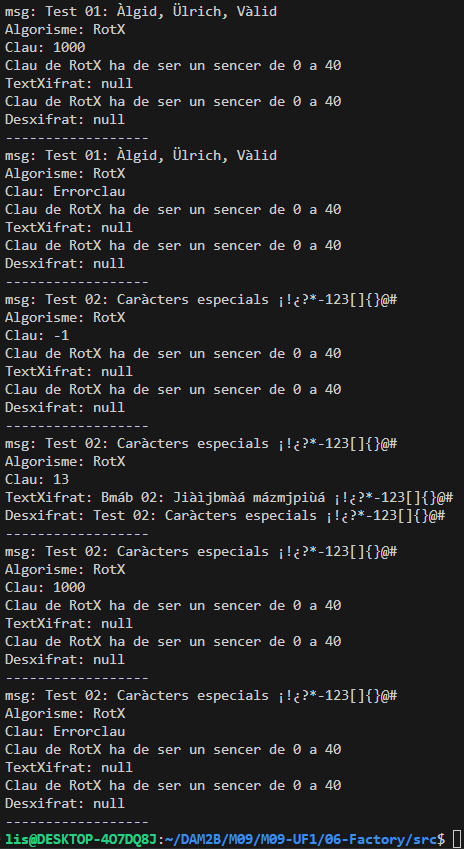 msg: Test 01: Àlgid, Ülrich, Vàlid
Algorisme: RotX
Clau: 1000
Clau de RotX ha de ser un sencer de 0 a 40
TextXifrat: null
Clau de RotX ha de ser un sencer de 0 a 40
Desxifrat: null
------------------
msg: Test 01: Àlgid, Ülrich, Vàlid
Algorisme: RotX
Clau: Errorclau
Clau de RotX ha de ser un sencer de 0 a 40
TextXifrat: null
Clau de RotX ha de ser un sencer de 0 a 40
Desxifrat: null
------------------
msg: Test 02: Caràcters especials ¡!¿?*-123[]{}@#
Algorisme: RotX
Clau: -1
Clau de RotX ha de ser un sencer de 0 a 40
TextXifrat: null
Clau de RotX ha de ser un sencer de 0 a 40
Desxifrat: null
------------------
msg: Test 02: Caràcters especials ¡!¿?*-123[]{}@#
Algorisme: RotX
Clau: 13
TextXifrat: Bmáb 02: Jiàìjbmàá mázmjpiùá ¡!¿?*-123[]{}@#
Desxifrat: Test 02: Caràcters especials ¡!¿?*-123[]{}@#
------------------
msg: Test 02: Caràcters especials ¡!¿?*-123[]{}@#
Algorisme: RotX
Clau: 1000
Clau de RotX ha de ser un sencer de 0 a 40
TextXifrat: null
Clau de RotX ha de ser un sencer de 0 a 40
Desxifrat: null
------------------
msg: Test 02: Caràcters especials ¡!¿?*-123[]{}@#
Algorisme: RotX
Clau: Errorclau
Clau de RotX ha de ser un sencer de 0 a 40
TextXifrat: null
Clau de RotX ha de ser un sencer de 0 a 40
Desxifrat: null
------------------
lis@DESKTOP-4O7DQ8J:~/DAM2B/M09/M09-UF1/06-Factory/src$